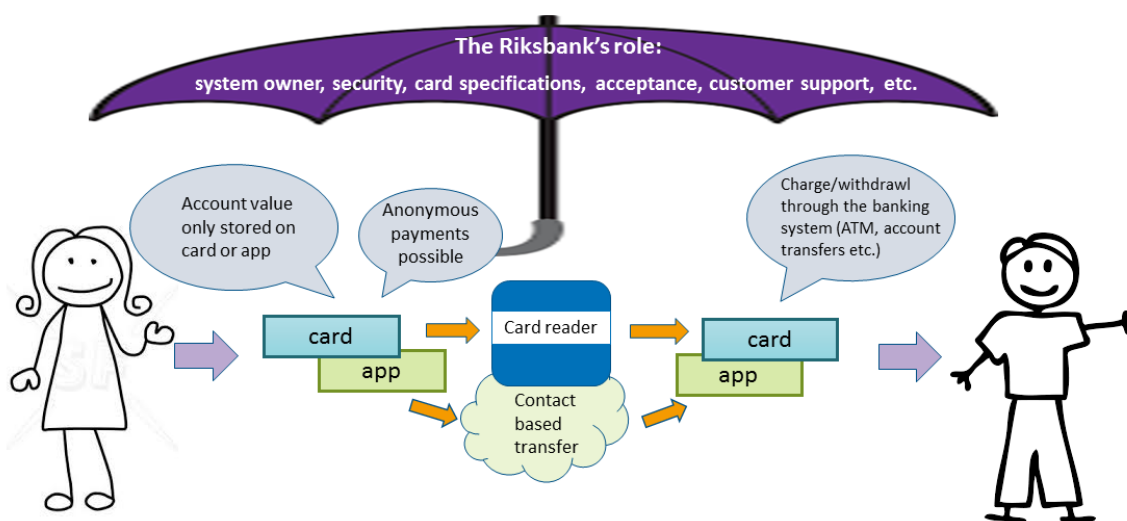 The Riksbank's role:
system owner, security, card specifications, acceptance, customer support, etc.
Account value
only stored on
card or app
Anonymous
payments
possible
Charge/withdrawl
through the banking
system (ATM, account
transfers etc.)
card
app
Card reader
Contact
based
transfer
card
app